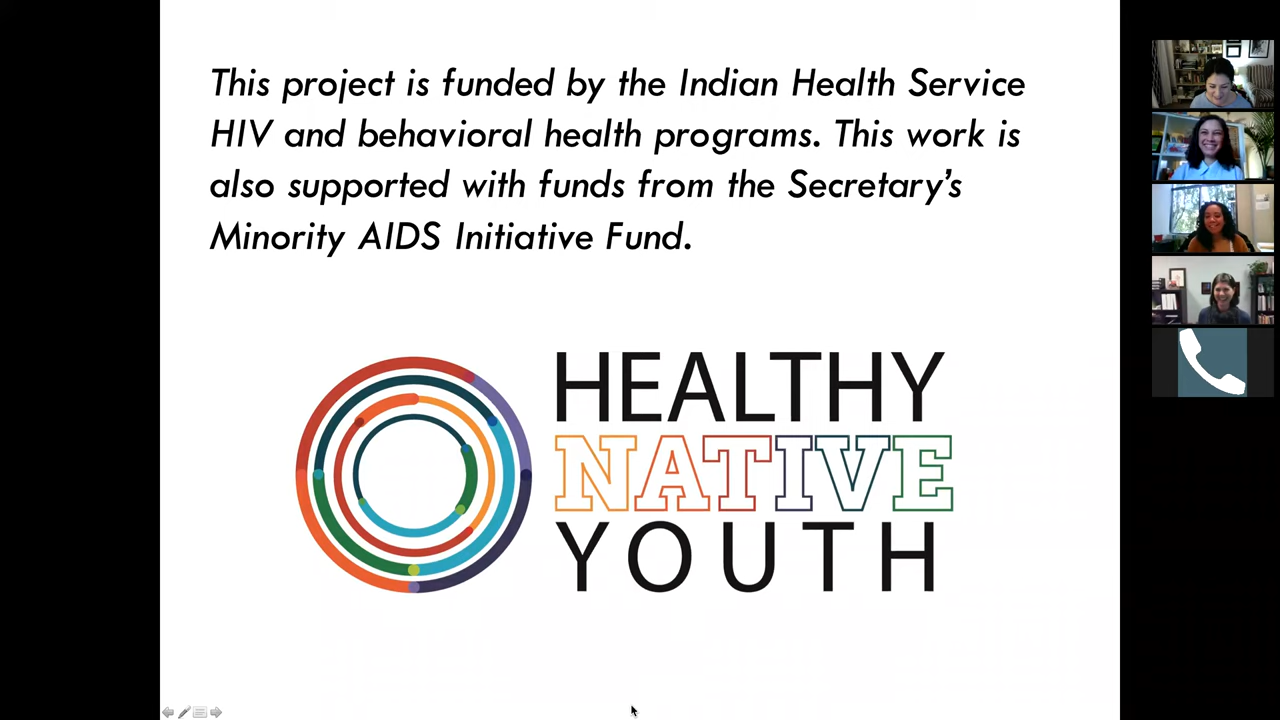 This project is funded by the Indian Health Service
HIV and behavioral health programs. This work is
also supported with funds from the Secretary’s
Minority AIDS Initiative Fund.
HEALTHY
NATIVE
YOUTH